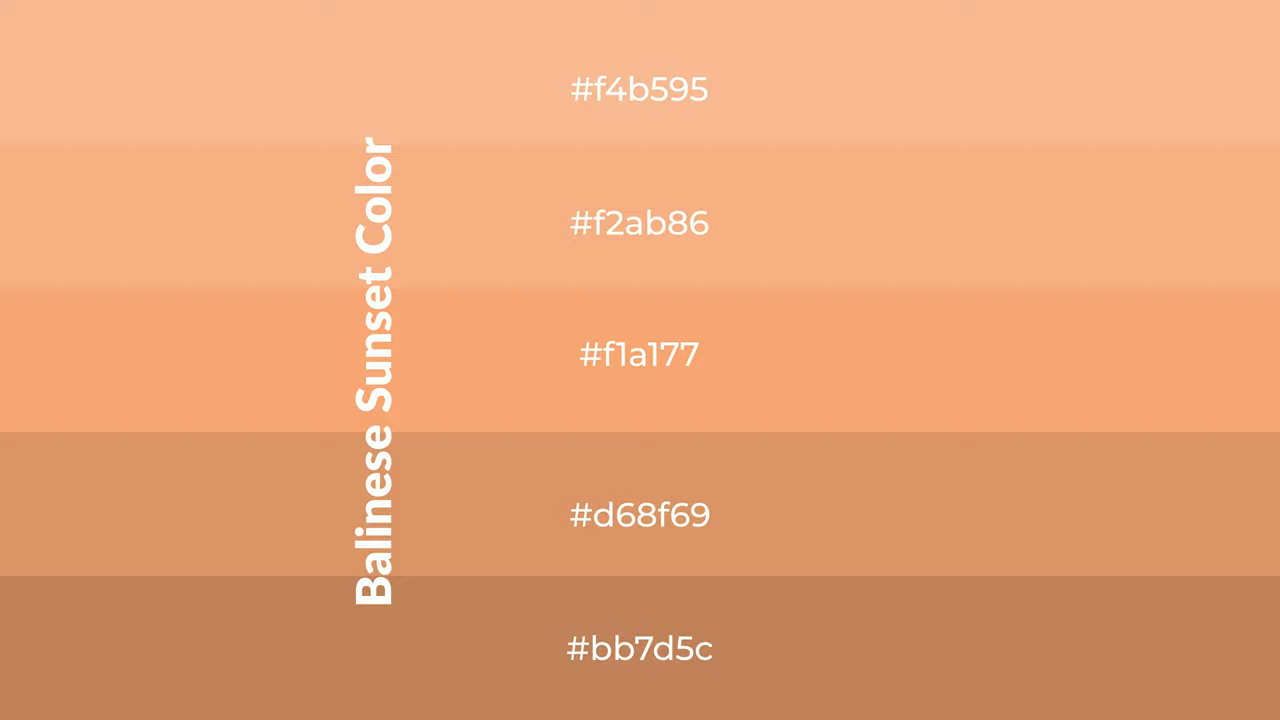 Balinese Sunset Color
#f4b595
#f2ab86
#f1a177
#d68f69
#bb7d5c